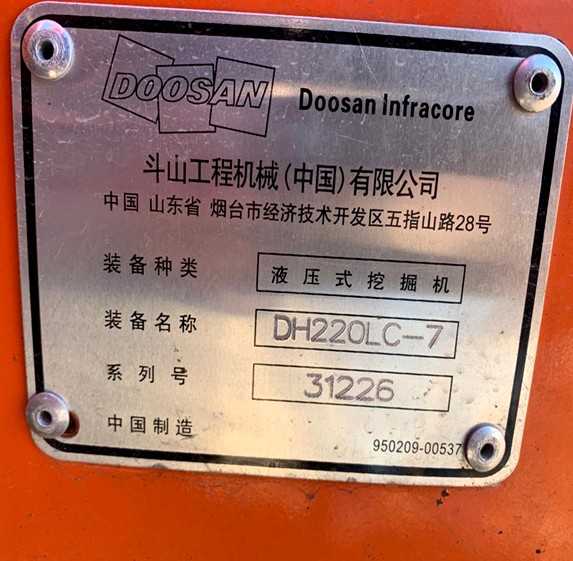 DOOSAN Doosan Infracore
斗山工程机械(中国)有限公司
中国 山东省 烟台市经济技术开发区五指山路28号
装备种类 液压式挖掘机
装备名称 DH220LC-7
系列号 31226
中国制造
950209-00537